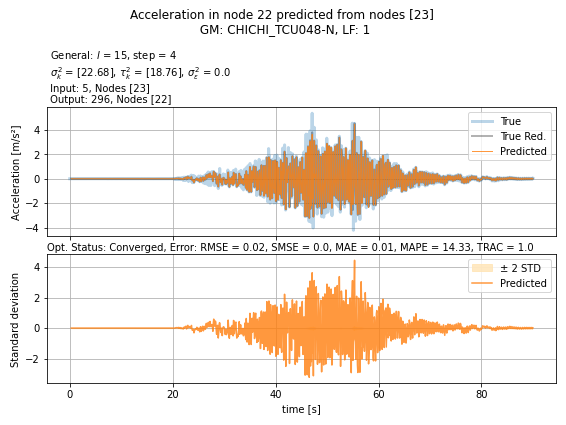 Acceleration in node 22 predicted from nodes [23]
GM: CHICHI_TCU048-N, LF: 1
General: l = 15, step = 4
σ²ₖ = [22.68], τ²ₖ = [18.76], σ²ε = 0.0
Input: 5, Nodes [23]
Output: 296, Nodes [22]
Acceleration [m/s²]
4
2
0
−2
−4
True
True Red.
Predicted
Opt. Status: Converged, Error: RMSE = 0.02, SMSE = 0.0, MAE = 0.01, MAPE = 14.33, TRAC = 1.0
Standard deviation
4
2
0
−2
± 2 STD
Predicted
0 20 40 60 80
time [s]